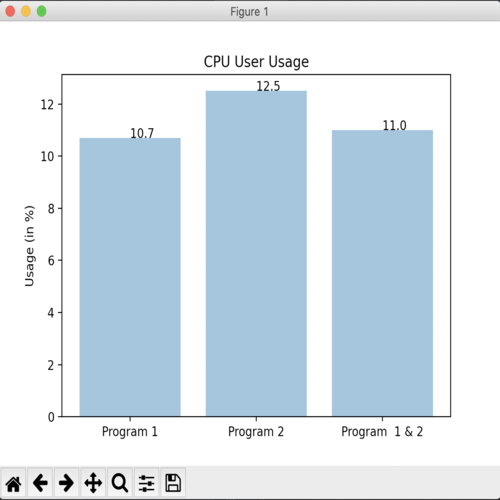 Figure 1
CPU User Usage
12.5
12
11.0
10.7
10
8
6
4
2
0
Usage (in %)
Program 1
Program 2
Program  1 & 2